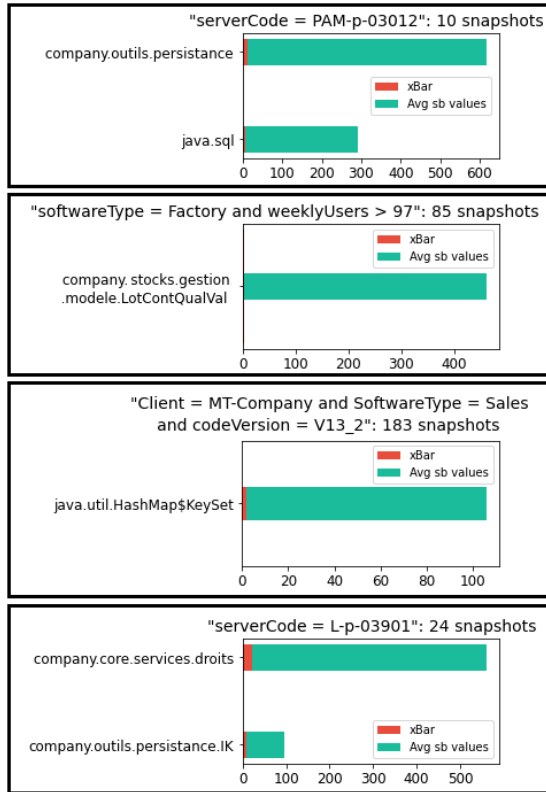 "serverCode = PAM-p-03012": 10 snapshots
company.outils.persistance
xBar
Avg sb values
java.sql
0 100 200 300 400 500 600
"softwareType = Factory and weeklyUsers > 97": 85 snapshots
xBar
Avg sb values
company.stocks.gestion
.modele.LotContQualVal
0 100 200 300 400
"Client = MT-Company and SoftwareType = Sales
and codeVersion = V13_2": 183 snapshots
xBar
Avg sb values
java.util.HashMap$KeySet
0 20 40 60 80 100
"serverCode = L-p-03901": 24 snapshots
company.core.services.droits
xBar
Avg sb values
company.outils.persistance.IK
0 100 200 300 400 500